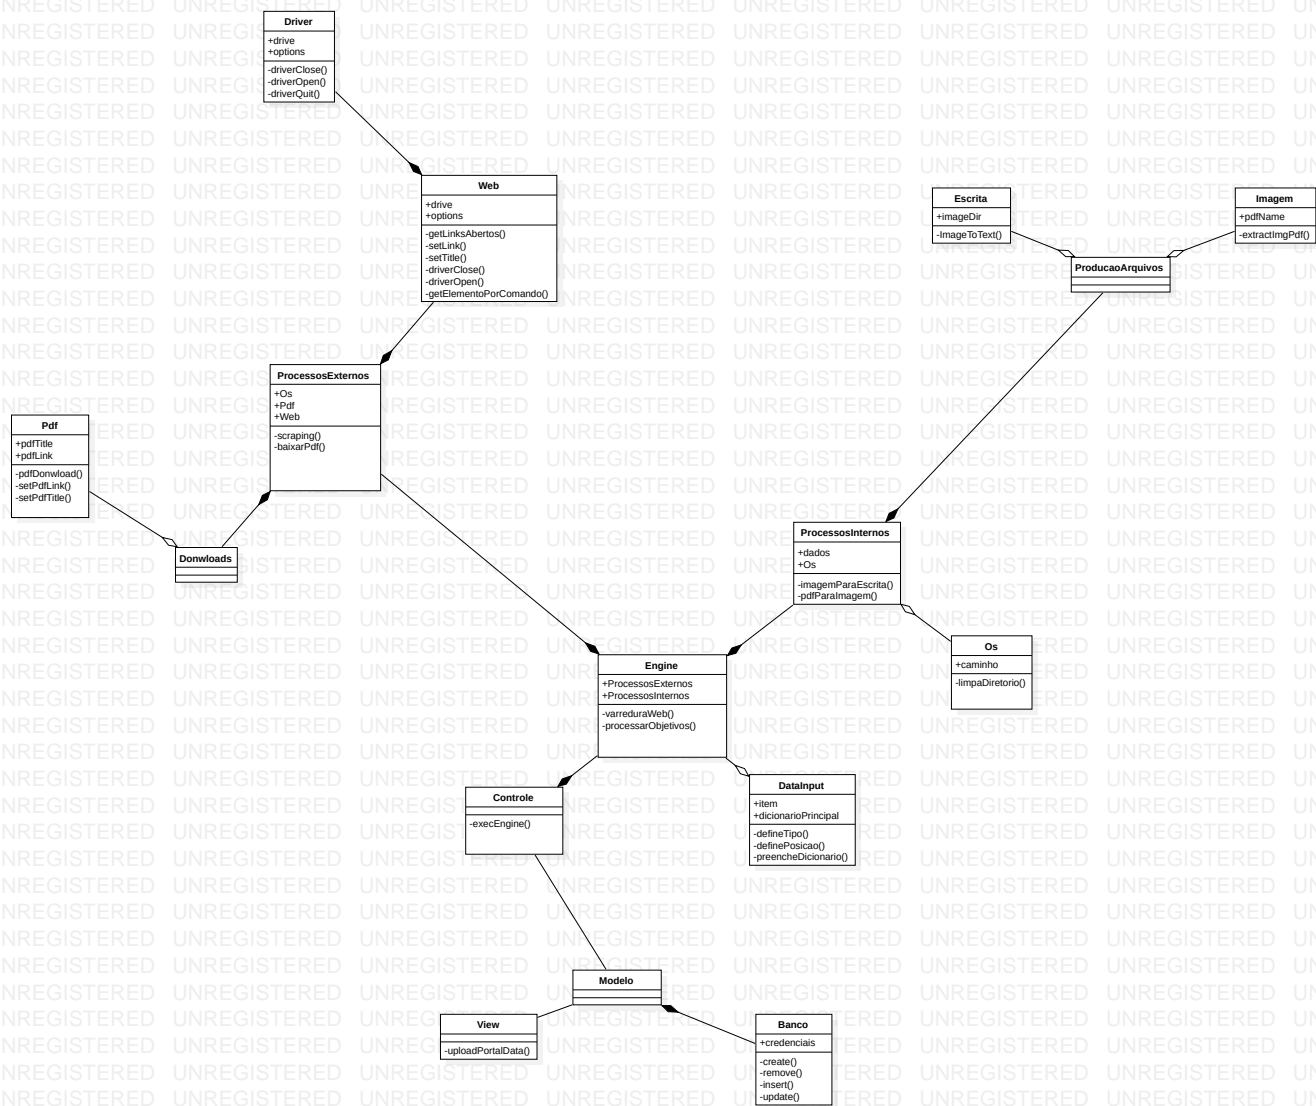 Driver
+drive
+options
-driverClose()
-driverOpen()
-driverQuit()
Web
+drive
+options
-getLinksAbertos()
-setLink()
-setTitle()
-driverClose()
-driverOpen()
-getElementoPorComando()
Escrita
+imageDir
-ImageToText()
Imagem
+pdfName
-extractImgPdf()
ProducaoArquivos
ProcessosExternos
+Os
+Pdf
+Web
-scraping()
-baixarPdf()
Pdf
+pdfTitle
+pdfLink
-pdfDonwload()
-setPdfLink()
-setPdfTitle()
Donwloads
ProcessosInternos
+dados
+Os
-imagemParaEscrita()
-pdfParaImagem()
Os
+caminho
-limpaDiretorio()
Engine
+ProcessosExternos
+ProcessosInternos
-varreduraWeb()
-processarObjetivos()
Controle
-execEngine()
DataInput
+item
+dicionarioPrincipal
-defineTipo()
-definePosicao()
-preencheDicionario()
Modelo
View
-uploadPortalData()
Banco
+credenciais
-create()
-remove()
-insert()
-update()
UNREGISTERED